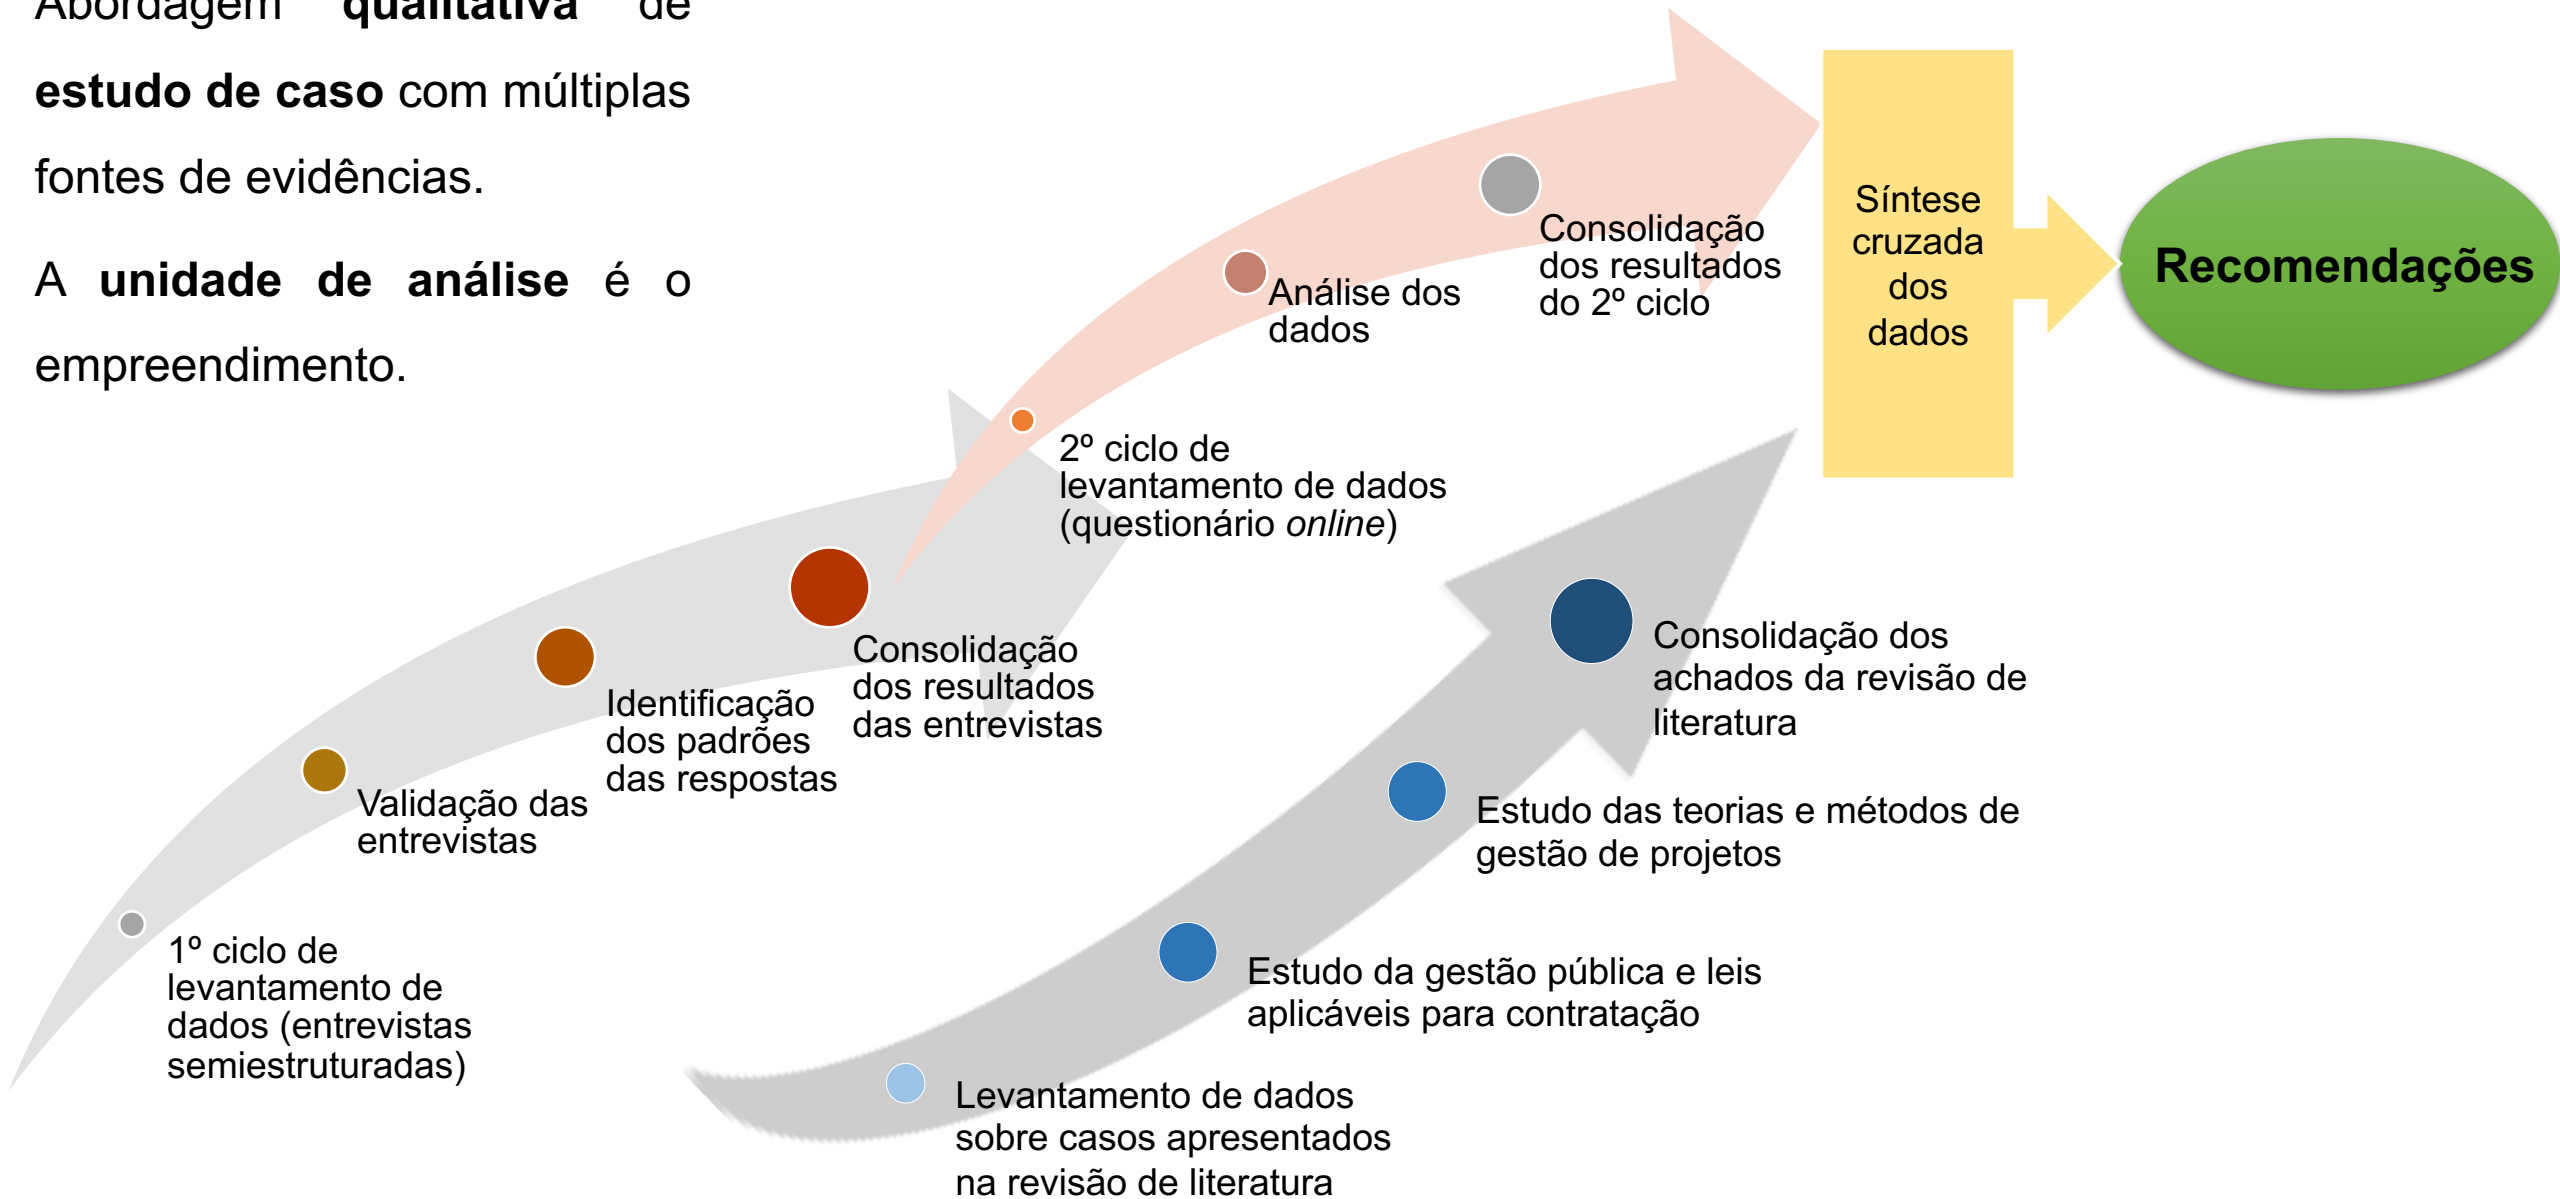 Abordagem qualitativa de
estudo de caso com múltiplas
fontes de evidências.
A unidade de análise é o
empreendimento.
1º ciclo de
levantamento de
dados (entrevistas
semiestruturadas)
Validação das
entrevistas
Identificação
dos padrões
das respostas
Consolidação
dos resultados
das entrevistas
2º ciclo de
levantamento de dados
(questionário online)
Análise dos
dados
Consolidação
dos resultados
do 2º ciclo
Levantamento de dados
sobre casos apresentados
na revisão de literatura
Estudo da gestão pública e leis
aplicáveis para contratação
Estudo das teorias e métodos de
gestão de projetos
Consolidação dos
achados da revisão de
literatura
Síntese
cruzada
dos
dados
Recomendações